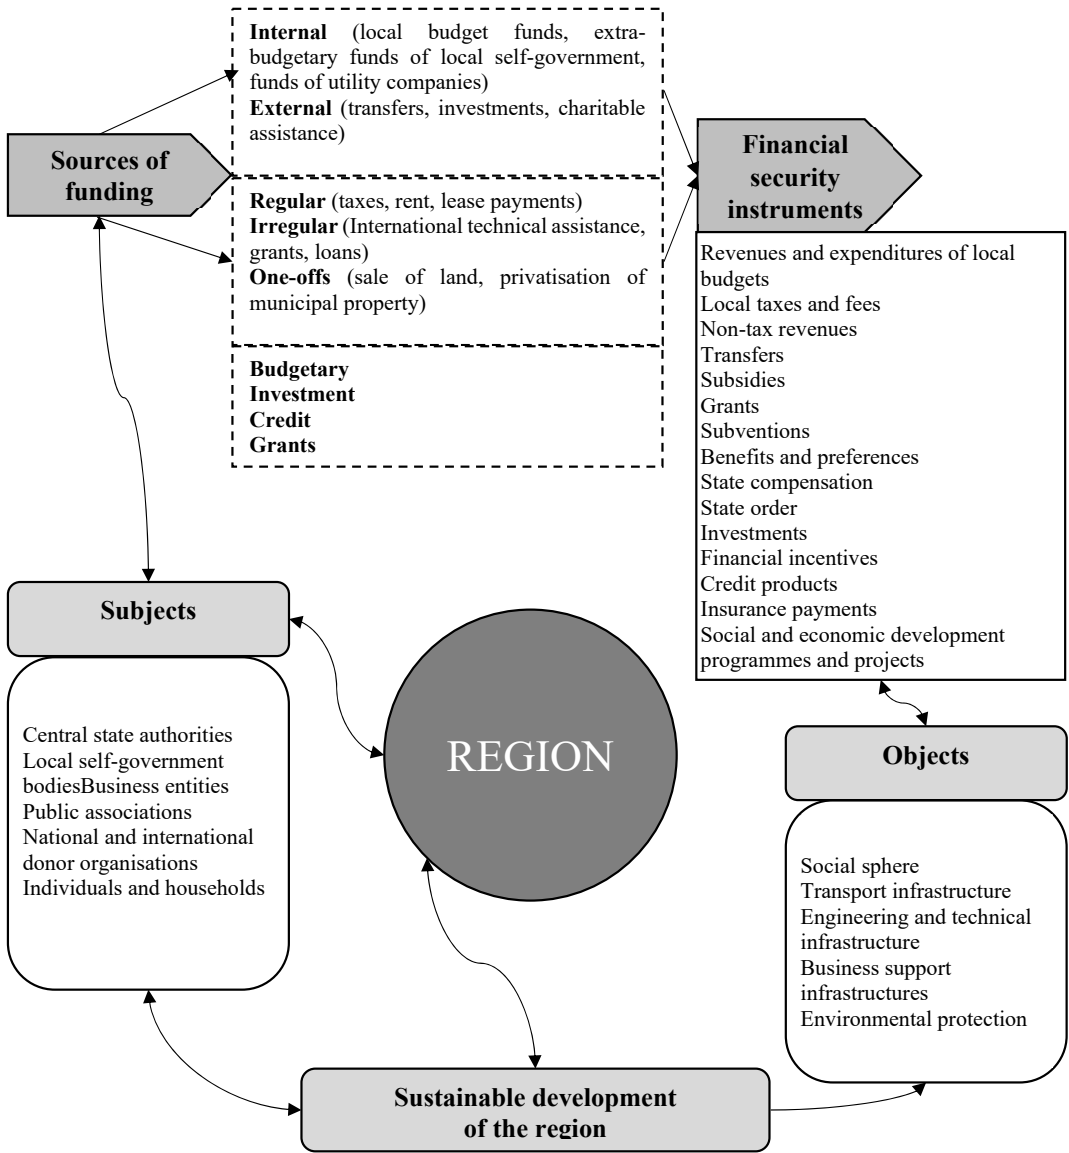 Internal (local budget funds, extra-
budgetary funds of local self-government,
funds of utility companies)
External (transfers, investments, charitable
assistance)
Sources of
funding
Financial
security
instruments
Regular (taxes, rent, lease payments)
Irregular (International technical assistance,
grants, loans)
One-offs (sale of land, privatisation of
municipal property)
Budgetary
Investment
Credit
Grants
Revenues and expenditures of local
budgets
Local taxes and fees
Non-tax revenues
Transfers
Subsidies
Grants
Subventions
Benefits and preferences
State compensation
State order
Investments
Financial incentives
Credit products
Insurance payments
Social and economic development
programmes and projects
Subjects
Central state authorities
Local self-government
bodiesBusiness entities
Public associations
National and international
donor organisations
Individuals and households
REGION
Objects
Social sphere
Transport infrastructure
Engineering and technical
infrastructure
Business support
infrastructures
Environmental protection
Sustainable development
of the region